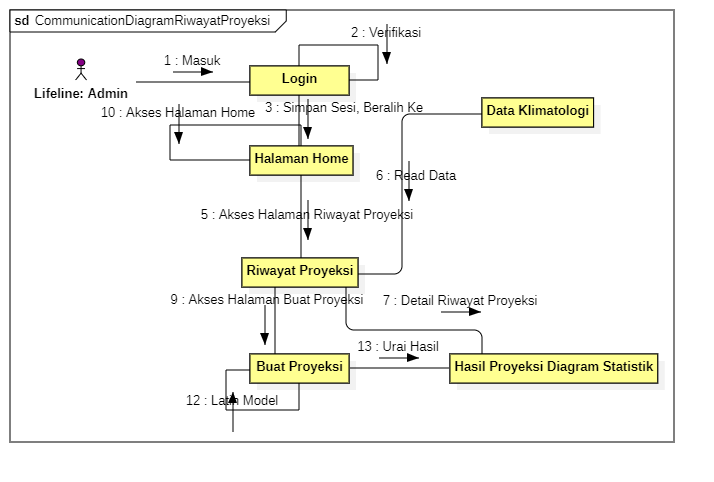 sd CommunicationDiagramRiwayatProyeksi
2 : Verifikasi
1 : Masuk
Login
Lifeline: Admin
10 : Akses Halaman Home
3 : Simpan Sesi, Beralih Ke
Data Klimatologi
Halaman Home
6 : Read Data
5 : Akses Halaman Riwayat Proyeksi
Riwayat Proyeksi
9 : Akses Halaman Buat Proyeksi
7 : Detail Riwayat Proyeksi
13 : Urai Hasil
Buat Proyeksi
Hasil Proyeksi Diagram Statistik
12 : Latih Model